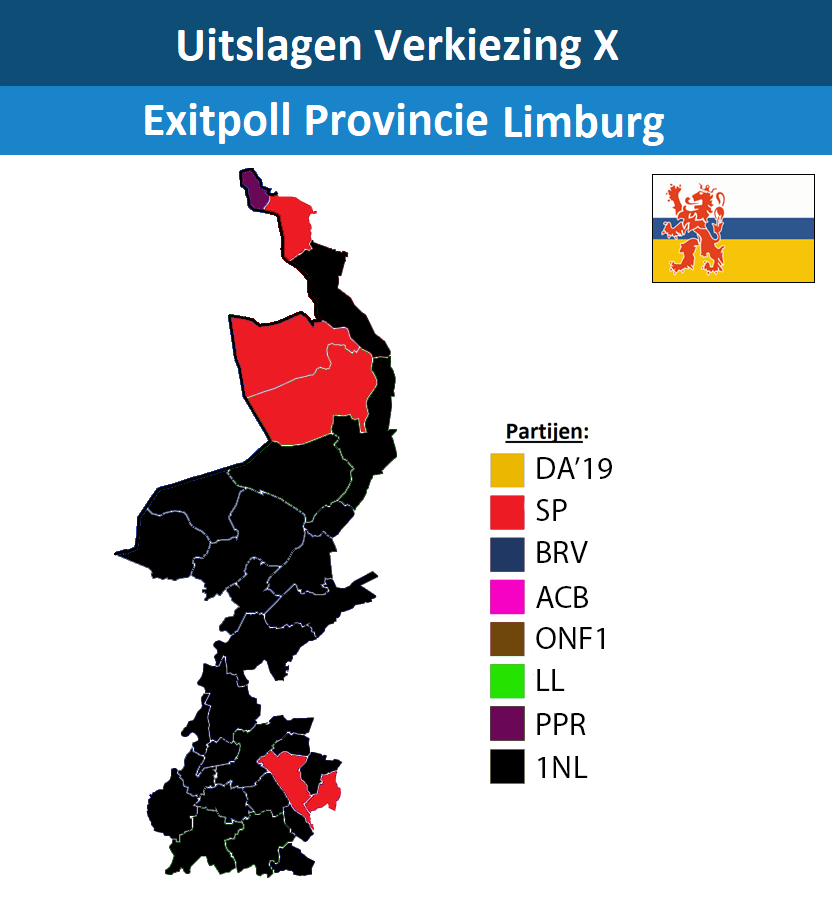 Uitslagen Verkiezing X
Exitpoll Provincie Limburg
Partijen:
DA'19
SP
BRV
ACB
ONF1
LL
PPR
1NL